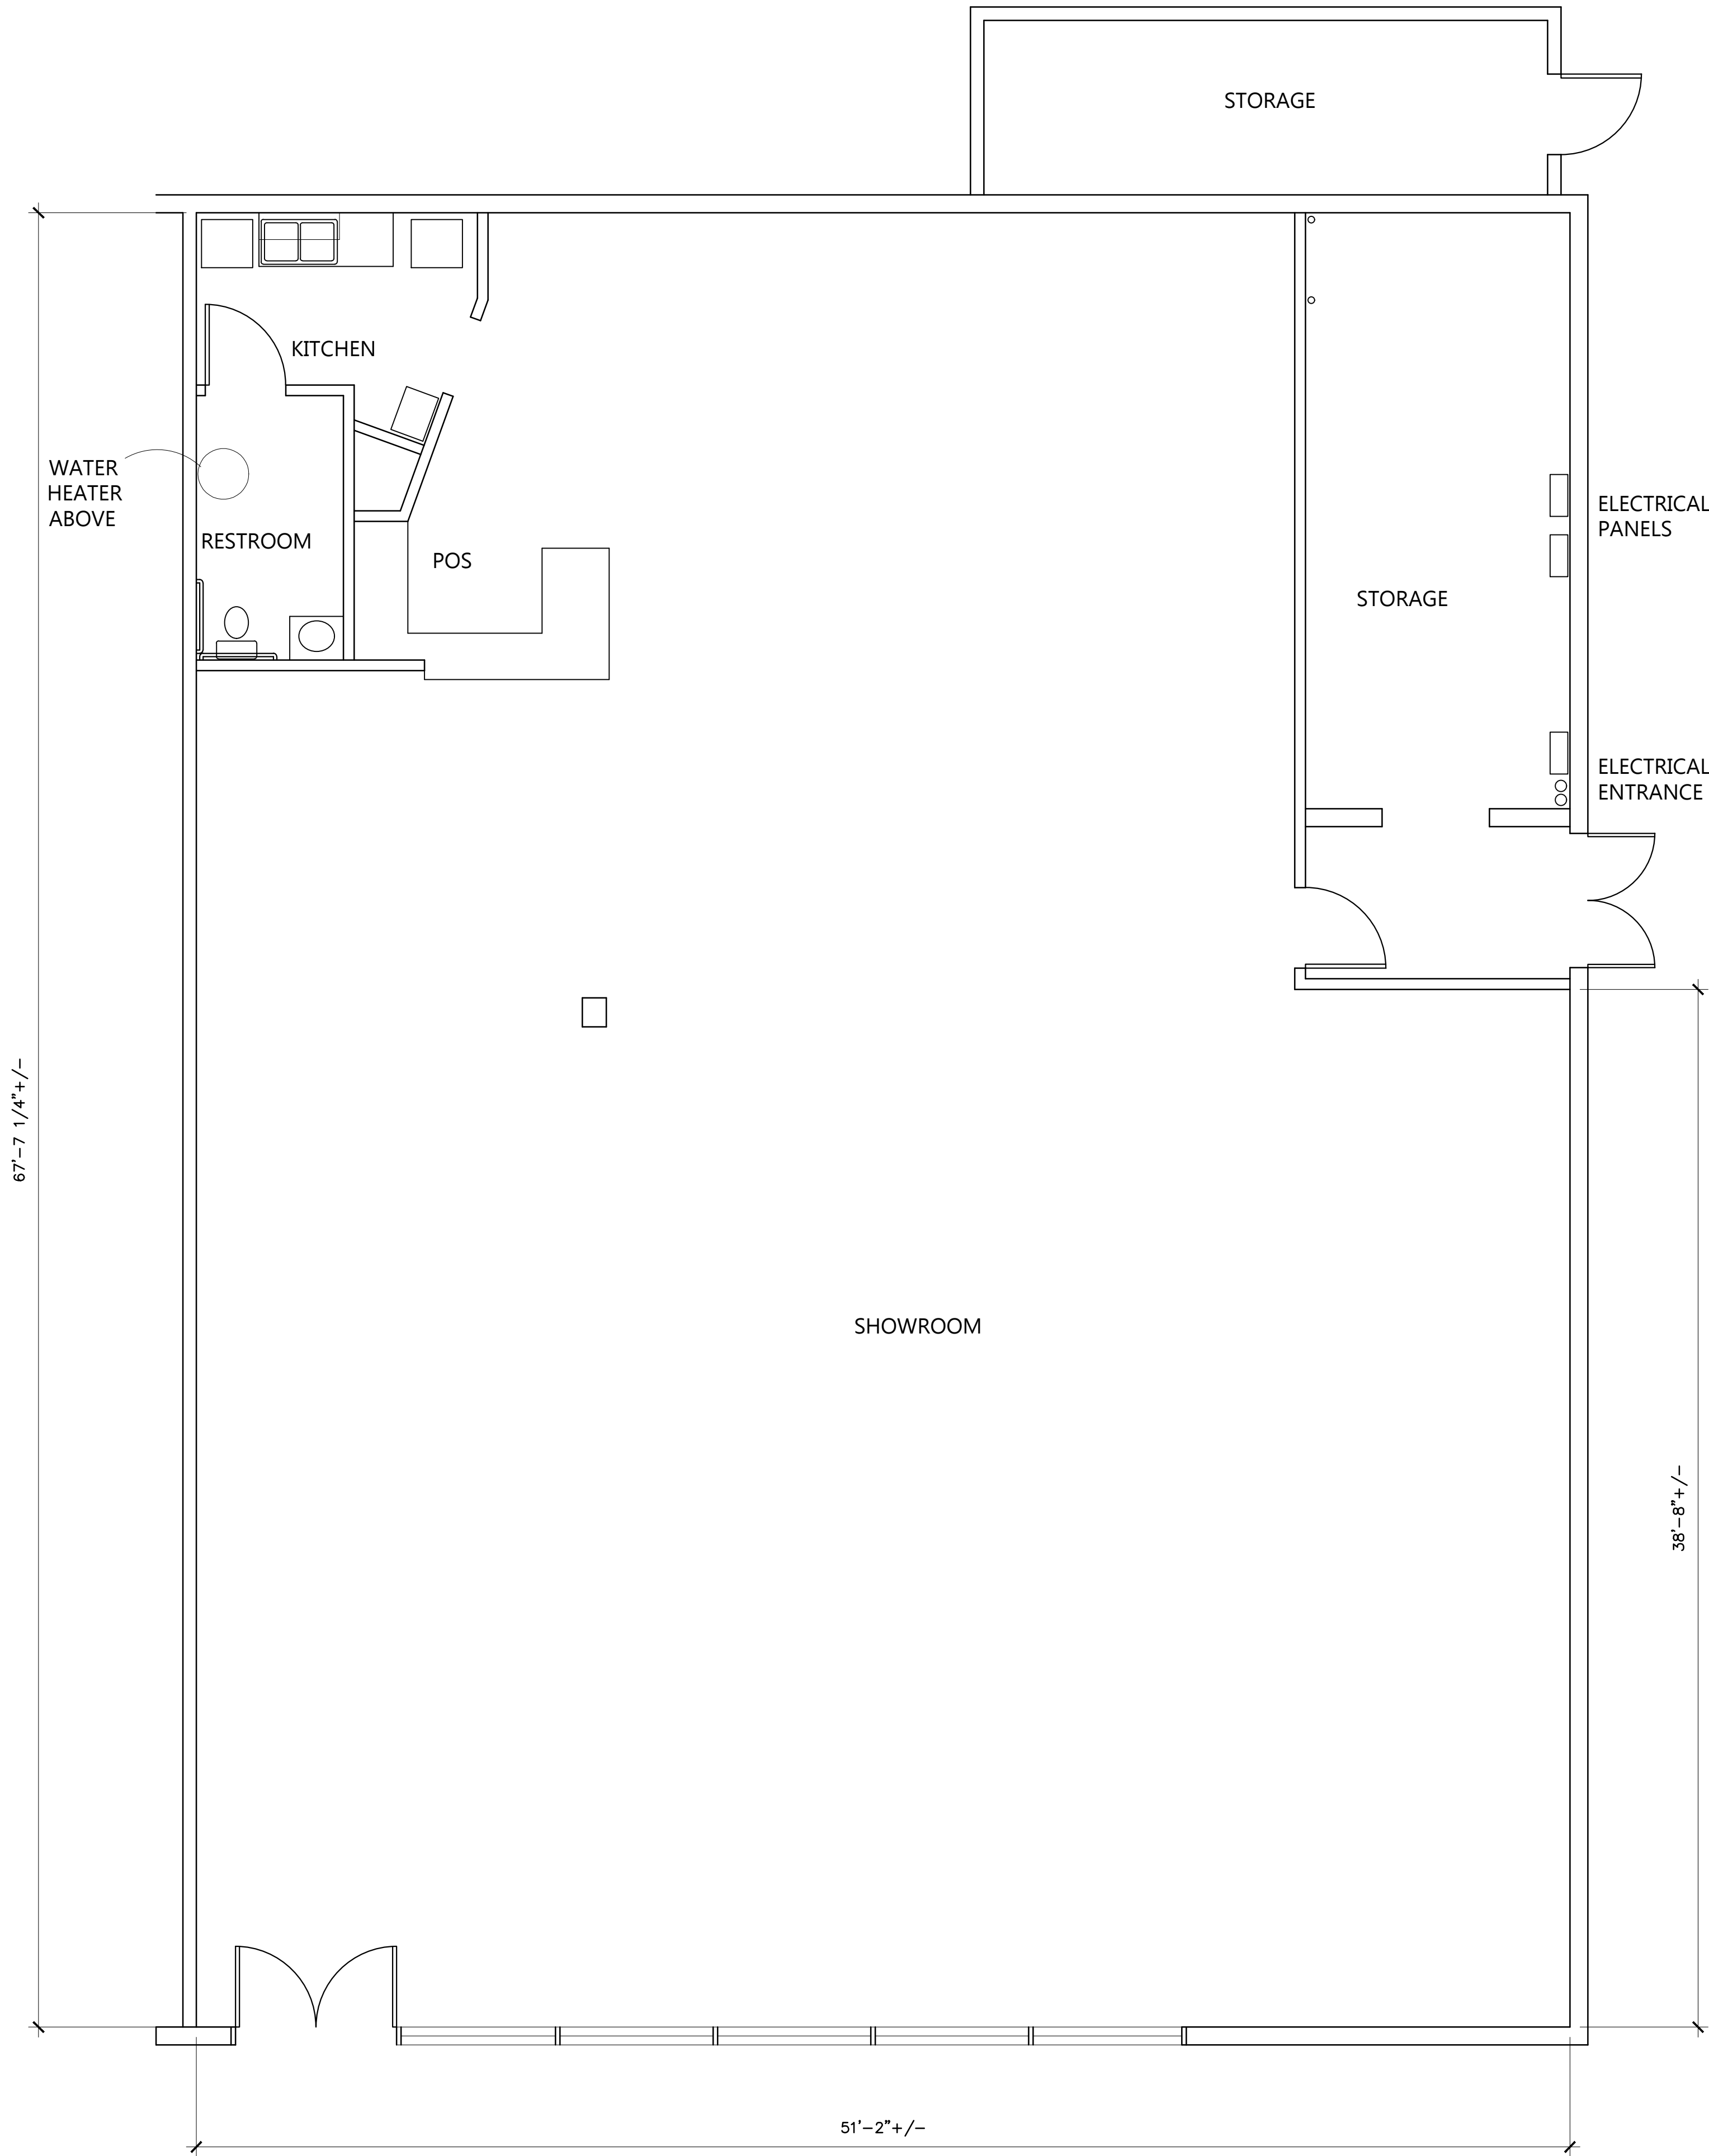 STORAGE
KITCHEN
WATER
HEATER
ABOVE
RESTROOM
POS
ELECTRICAL
PANELS
STORAGE
ELECTRICAL
ENTRANCE
67'-7 1/4"+/-
SHOWROOM
38'-8"+/-
51'-2"+/-